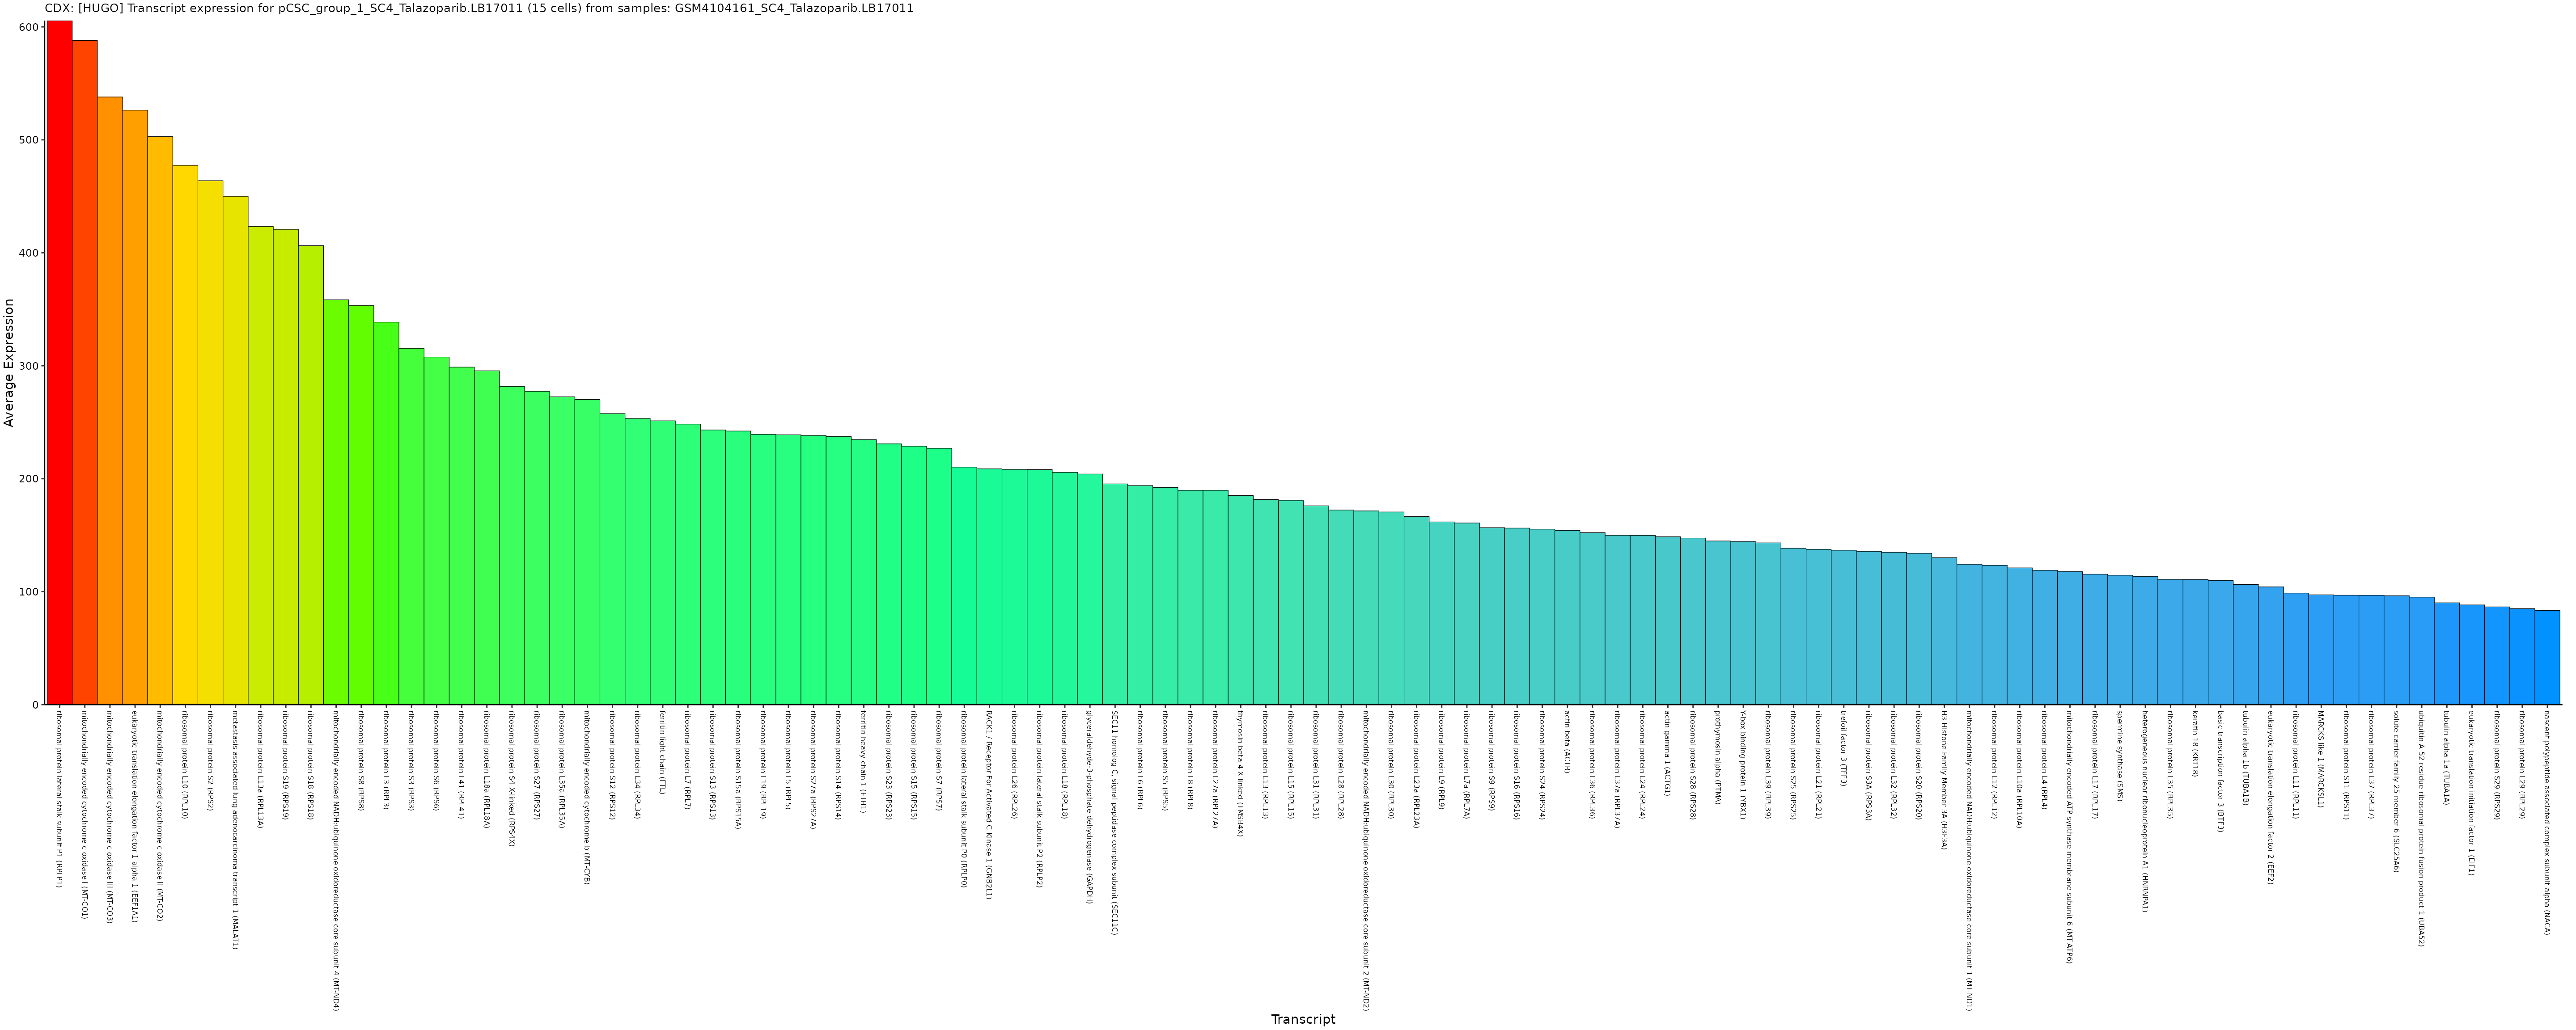 CDX: [HUGO] Transcript expression for pCSC_group_1_SC4_Talazoparib.LB17011 (15 cells) from samples: GSM4104161_SC4_Talazoparib.LB17011
600
500
400
300
200
100
0
Average Expression
ribosomal protein lateral stalk subunit P1 (RPLP1)
mitochondrially encoded cytochrome c oxidase I (MT-CO1)
mitochondrially encoded cytochrome c oxidase III (MT-CO3)
eukaryotic translation elongation factor 1 alpha 1 (EEF1A1)
mitochondrially encoded cytochrome c oxidase II (MT-CO2)
ribosomal protein L10 (RPL10)
ribosomal protein S2 (RPS2)
metastasis associated lung adenocarcinoma transcript 1 (MALAT1)
ribosomal protein L13a (RPL13A)
ribosomal protein S19 (RPS19)
ribosomal protein S18 (RPS18)
mitochondrially encoded NADH:ubiquinone oxidoreductase core subunit 4 (MT-ND4)
ribosomal protein S8 (RPS8)
ribosomal protein L3 (RPL3)
ribosomal protein S3 (RPS3)
ribosomal protein S6 (RPS6)
ribosomal protein L41 (RPL41)
ribosomal protein L18a (RPL18A)
ribosomal protein S4 X-linked (RPS4X)
ribosomal protein S27 (RPS27)
ribosomal protein L35a (RPL35A)
mitochondrially encoded cytochrome b (MT-CYB)
ribosomal protein S12 (RPS12)
ribosomal protein L34 (RPL34)
ferritin light chain (FTL)
ribosomal protein L7 (RPL7)
ribosomal protein S13 (RPS13)
ribosomal protein S15a (RPS15A)
ribosomal protein L19 (RPL19)
ribosomal protein L5 (RPL5)
ribosomal protein S27a (RPS27A)
ribosomal protein S14 (RPS14)
ferritin heavy chain 1 (FTH1)
ribosomal protein S23 (RPS23)
ribosomal protein S15 (RPS15)
ribosomal protein S7 (RPS7)
ribosomal protein lateral stalk subunit P0 (RPLP0)
RACK1 / Receptor For Activated C Kinase 1 (GNB2L1)
ribosomal protein L26 (RPL26)
ribosomal protein lateral stalk subunit P2 (RPLP2)
ribosomal protein L18 (RPL18)
glyceraldehyde-3-phosphate dehydrogenase (GAPDH)
SEC11 homolog C, signal peptidase complex subunit (SEC11C)
ribosomal protein L6 (RPL6)
ribosomal protein S5 (RPS5)
ribosomal protein L8 (RPL8)
ribosomal protein L27a (RPL27A)
thymosin beta 4 X-linked (TMSB4X)
ribosomal protein L13 (RPL13)
ribosomal protein L15 (RPL15)
ribosomal protein L31 (RPL31)
ribosomal protein L28 (RPL28)
mitochondrially encoded NADH:ubiquinone oxidoreductase core subunit 2 (MT-ND2)
ribosomal protein L30 (RPL30)
ribosomal protein L23a (RPL23A)
ribosomal protein L9 (RPL9)
ribosomal protein L7a (RPL7A)
ribosomal protein S9 (RPS9)
ribosomal protein S16 (RPS16)
ribosomal protein S24 (RPS24)
actin beta (ACTB)
ribosomal protein L36 (RPL36)
ribosomal protein L37a (RPL37A)
ribosomal protein L24 (RPL24)
actin gamma 1 (ACTG1)
ribosomal protein S28 (RPS28)
prothymosin alpha (PTMA)
Y-box binding protein 1 (YBX1)
ribosomal protein L39 (RPL39)
ribosomal protein S25 (RPS25)
ribosomal protein L21 (RPL21)
trefoil factor 3 (TFF3)
ribosomal protein S3A (RPS3A)
ribosomal protein L32 (RPL32)
ribosomal protein S20 (RPS20)
H3 Histone Family Member 3A (H3F3A)
mitochondrially encoded NADH:ubiquinone oxidoreductase core subunit 1 (MT-ND1)
ribosomal protein L12 (RPL12)
ribosomal protein L10a (RPL10A)
ribosomal protein L4 (RPL4)
mitochondrially encoded ATP synthase membrane subunit 6 (MT-ATP6)
ribosomal protein L17 (RPL17)
spermine synthase (SMS)
heterogeneous nuclear ribonucleoprotein A1 (HNRNPA1)
ribosomal protein L35 (RPL35)
keratin 18 (KRT18)
basic transcription factor 3 (BTF3)
tubulin alpha 1b (TUBA1B)
eukaryotic translation elongation factor 2 (EEF2)
ribosomal protein L11 (RPL11)
MARCKS like 1 (MARCKSL1)
ribosomal protein S11 (RPS11)
ribosomal protein L37 (RPL37)
solute carrier family 25 member 6 (SLC25A6)
ubiquitin A-52 residue ribosomal protein fusion product 1 (UBA52)
tubulin alpha 1a (TUBA1A)
eukaryotic translation initiation factor 1 (EIF1)
ribosomal protein S29 (RPS29)
ribosomal protein L29 (RPL29)
nascent polypeptide associated complex subunit alpha (NACA)
Transcript